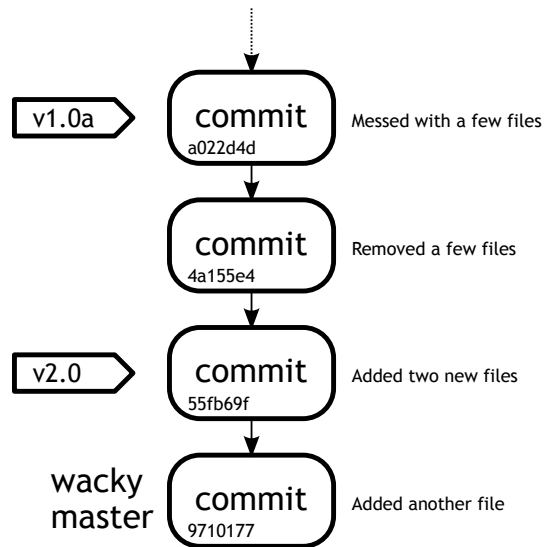 v1.0a
commit
a022d4d
Messed with a few files
commit
4a155e4
Removed a few files
v2.0
commit
55fb69f
Added two new files
wacky
master
commit
9710177
Added another file